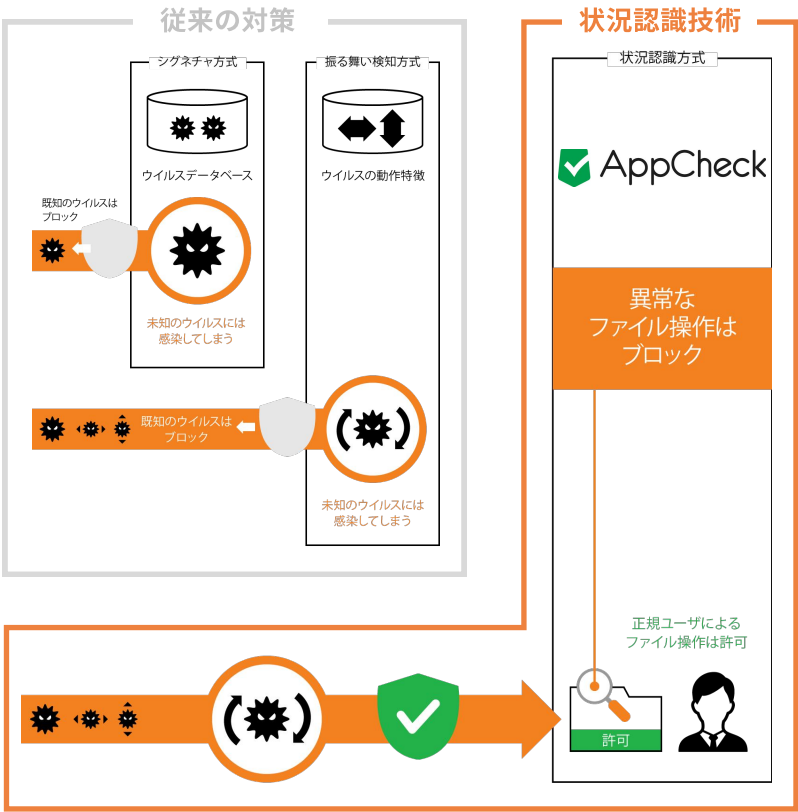 従来の対策
状況認識技術
シグネチャ方式
振る舞い検知方式
状況認識方式
ウイルスデータベース
ウイルスの動作特徴
AppCheck
既知のウイルスは
ブロック
未知のウイルスには
感染してしまう
異常な
ファイル操作は
ブロック
既知のウイルスは
ブロック
未知のウイルスには
感染してしまう
正規ユーザによる
ファイル操作は許可
許可